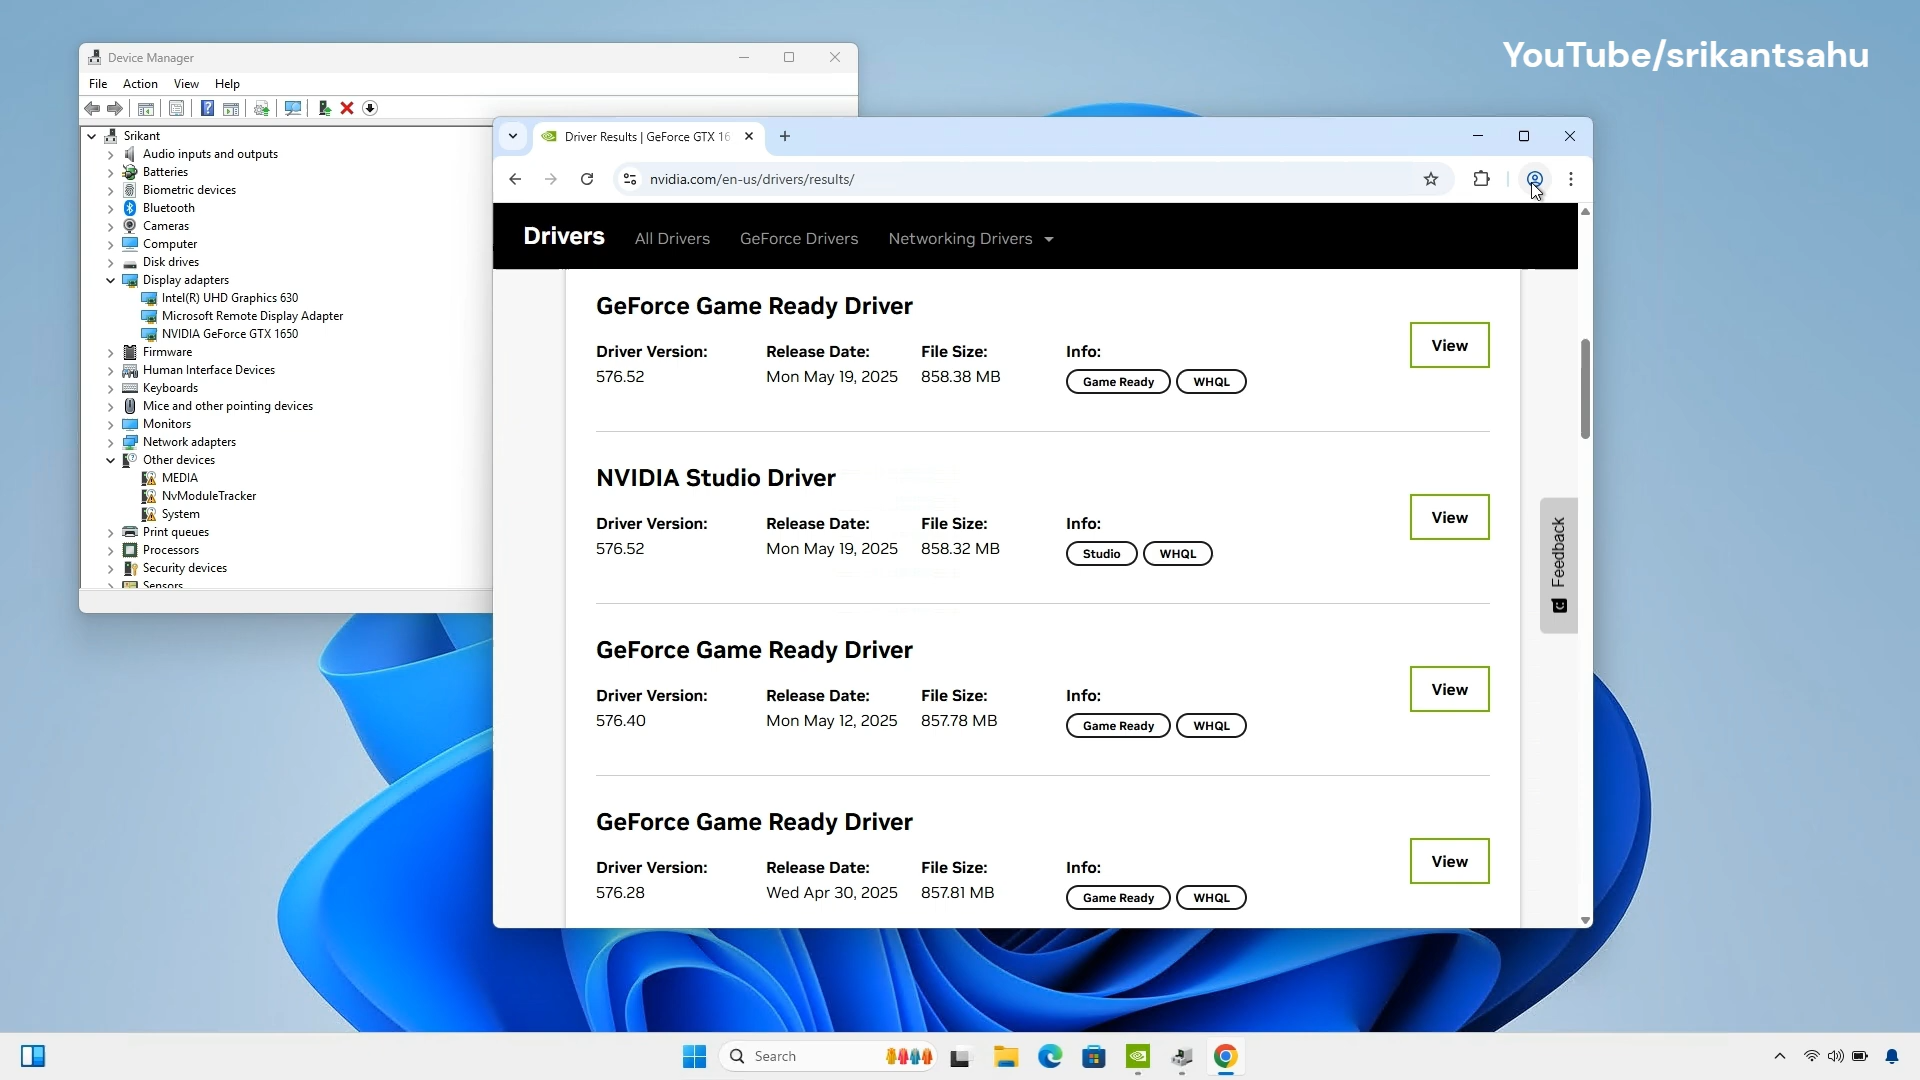 YouTube/srikantsahu
Device Manager
File Action View Help
Srikant
Audio inputs and outputs
Batteries
Biometric devices
Bluetooth
Cameras
Computer
Disk drives
Display adapters
Intel(R) UHD Graphics 630
Microsoft Remote Display Adapter
NVIDIA GeForce GTX 1650
Firmware
Human Interface Devices
Keyboards
Mice and other pointing devices
Monitors
Network adapters
Other devices
MEDIA
NvModuleTracker
System
Print queues
Processors
Security devices
Sensors
Driver Results | GeForce GTX 16
nvidia.com/en-us/drivers/results/
Drivers All Drivers GeForce Drivers Networking Drivers
GeForce Game Ready Driver
Driver Version: Release Date: File Size: Info:
576.52 Mon May 19, 2025 858.38 MB Game Ready WHQL
View
NVIDIA Studio Driver
Driver Version: Release Date: File Size: Info:
576.52 Mon May 19, 2025 858.32 MB Studio WHQL
View
GeForce Game Ready Driver
Driver Version: Release Date: File Size: Info:
576.40 Mon May 12, 2025 857.78 MB Game Ready WHQL
View
GeForce Game Ready Driver
Driver Version: Release Date: File Size: Info:
576.28 Wed Apr 30, 2025 857.81 MB Game Ready WHQL
View
Feedback
Search